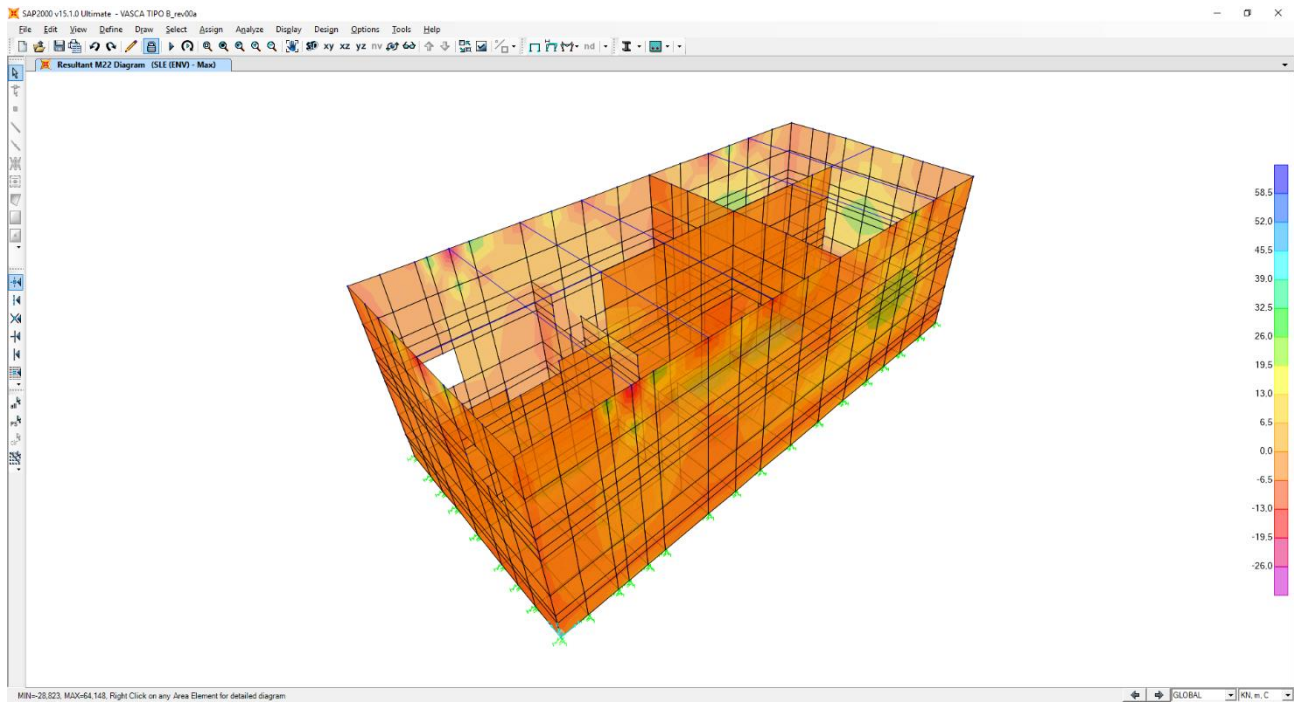 SAP2000 v15.1.0 Ultimate - VASCA TIPO B_rev00a
File Edit View Define Draw Select Assign Analyze Display Design Options Tools Help
3D xy xz yz nv nd
Resultant M22 Diagram (SLE (ENV) - Max)
58.5
52.0
45.5
39.0
32.5
26.0
19.5
13.0
6.5
0.0
-6.5
-13.0
-19.5
-26.0
all
PS
clr
MIN=-28,823, MAX=64,148, Right Click on any Area Element for detailed diagram
GLOBAL
KN, m, C